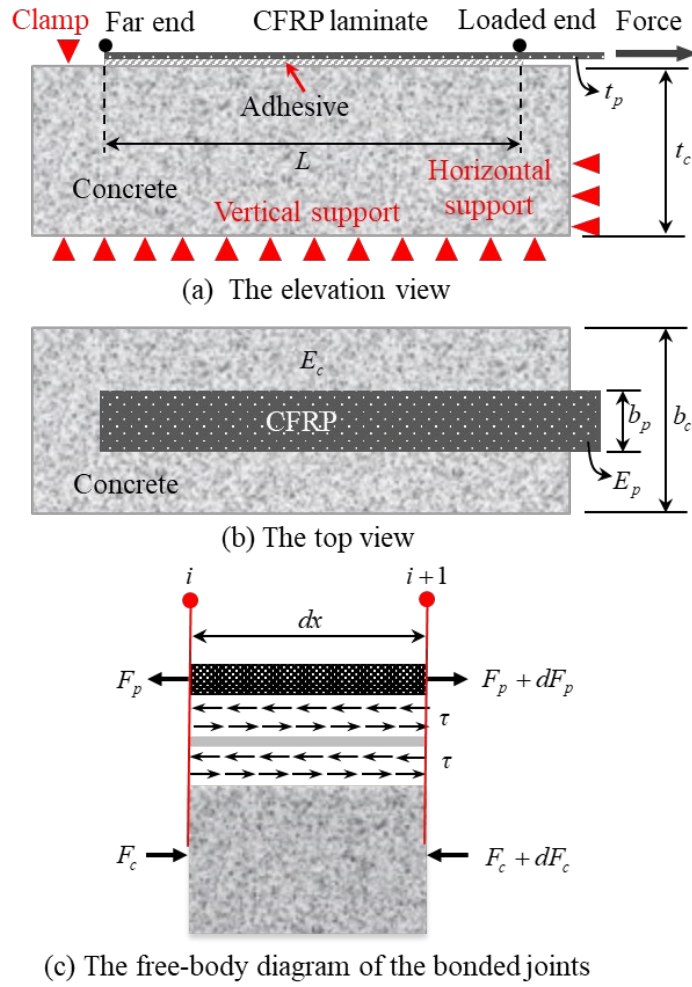 Clamp Far end CFRP laminate Loaded end Force
Adhesive
t_p
L
t_c
Concrete
Horizontal
support
Vertical support
(a) The elevation view
E_c
CFRP
b_p b_c
Concrete
E_p
(b) The top view
i i+1
dx
F_p F_p + dF_p
τ
τ
F_c F_c + dF_c
(c) The free-body diagram of the bonded joints